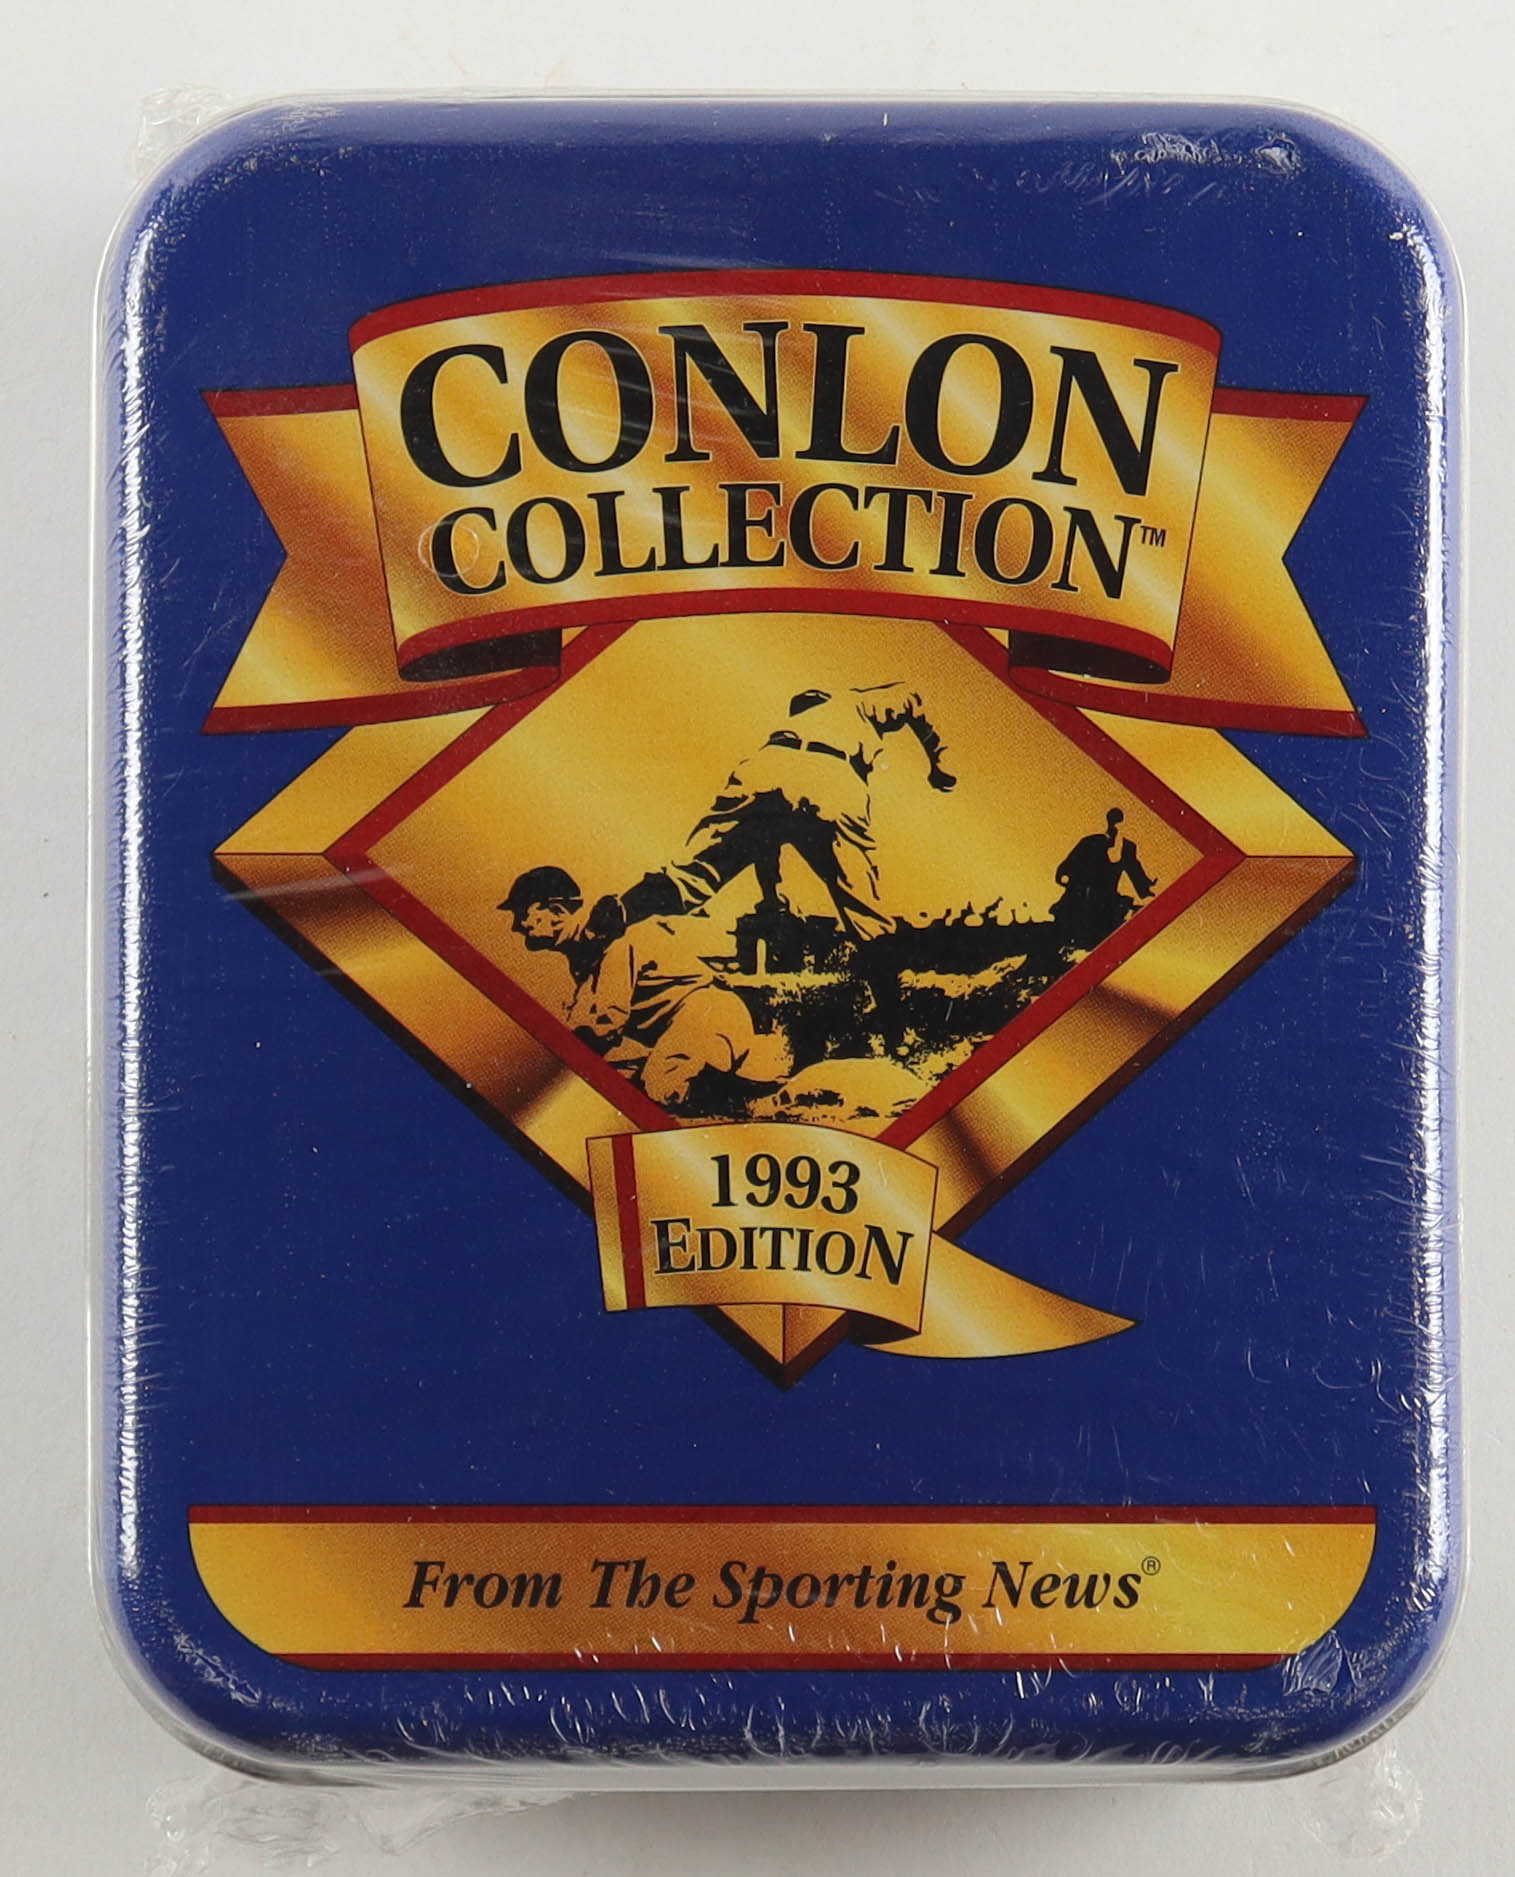 CONLON
COLLECTION™
1993
EDITION
From The Sporting News®